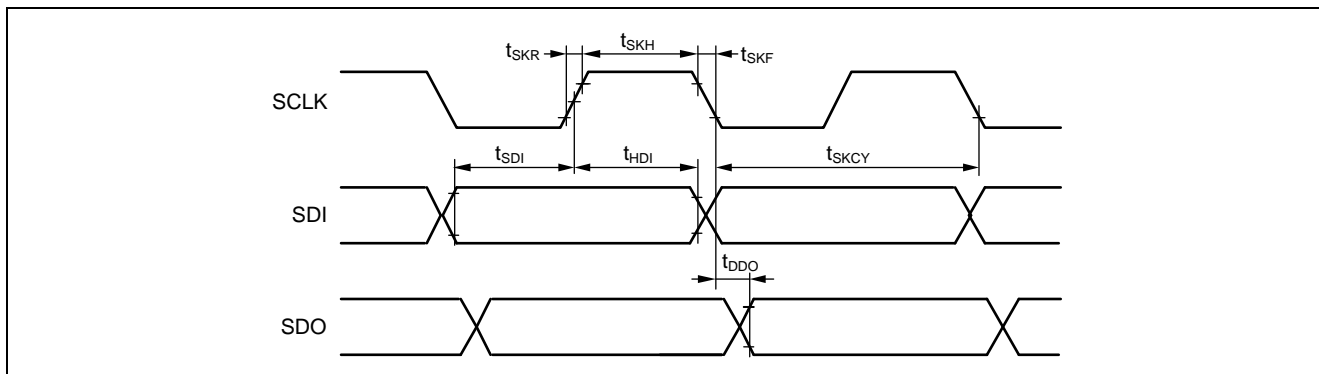 tSKR tSKH tSKF
SCLK
tSDI tHDI tSKCY
SDI
tDDO
SDO